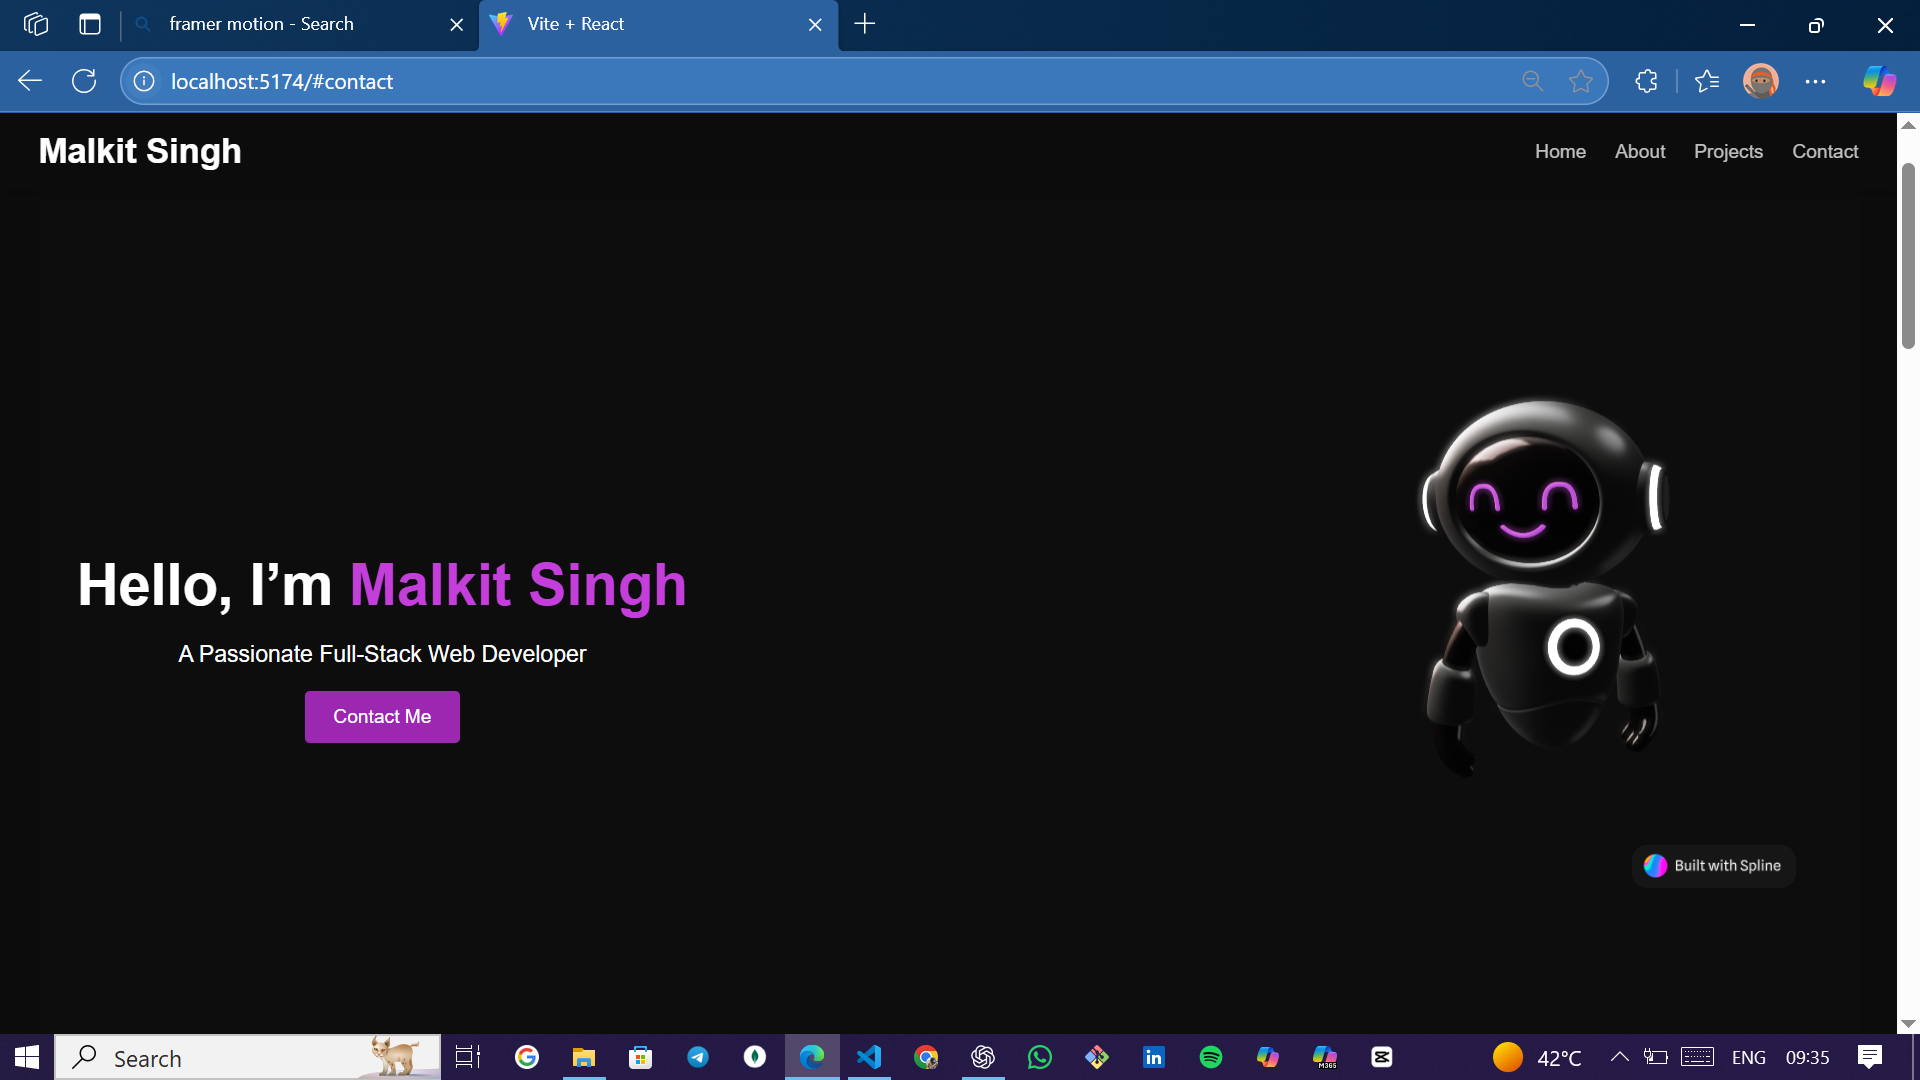 framer motion - Search
Vite + React
localhost:5174/#contact
Malkit Singh
Home About Projects Contact
Hello, I’m Malkit Singh
A Passionate Full-Stack Web Developer
Contact Me
Built with Spline
Search
M365
42°C
ENG
09:35